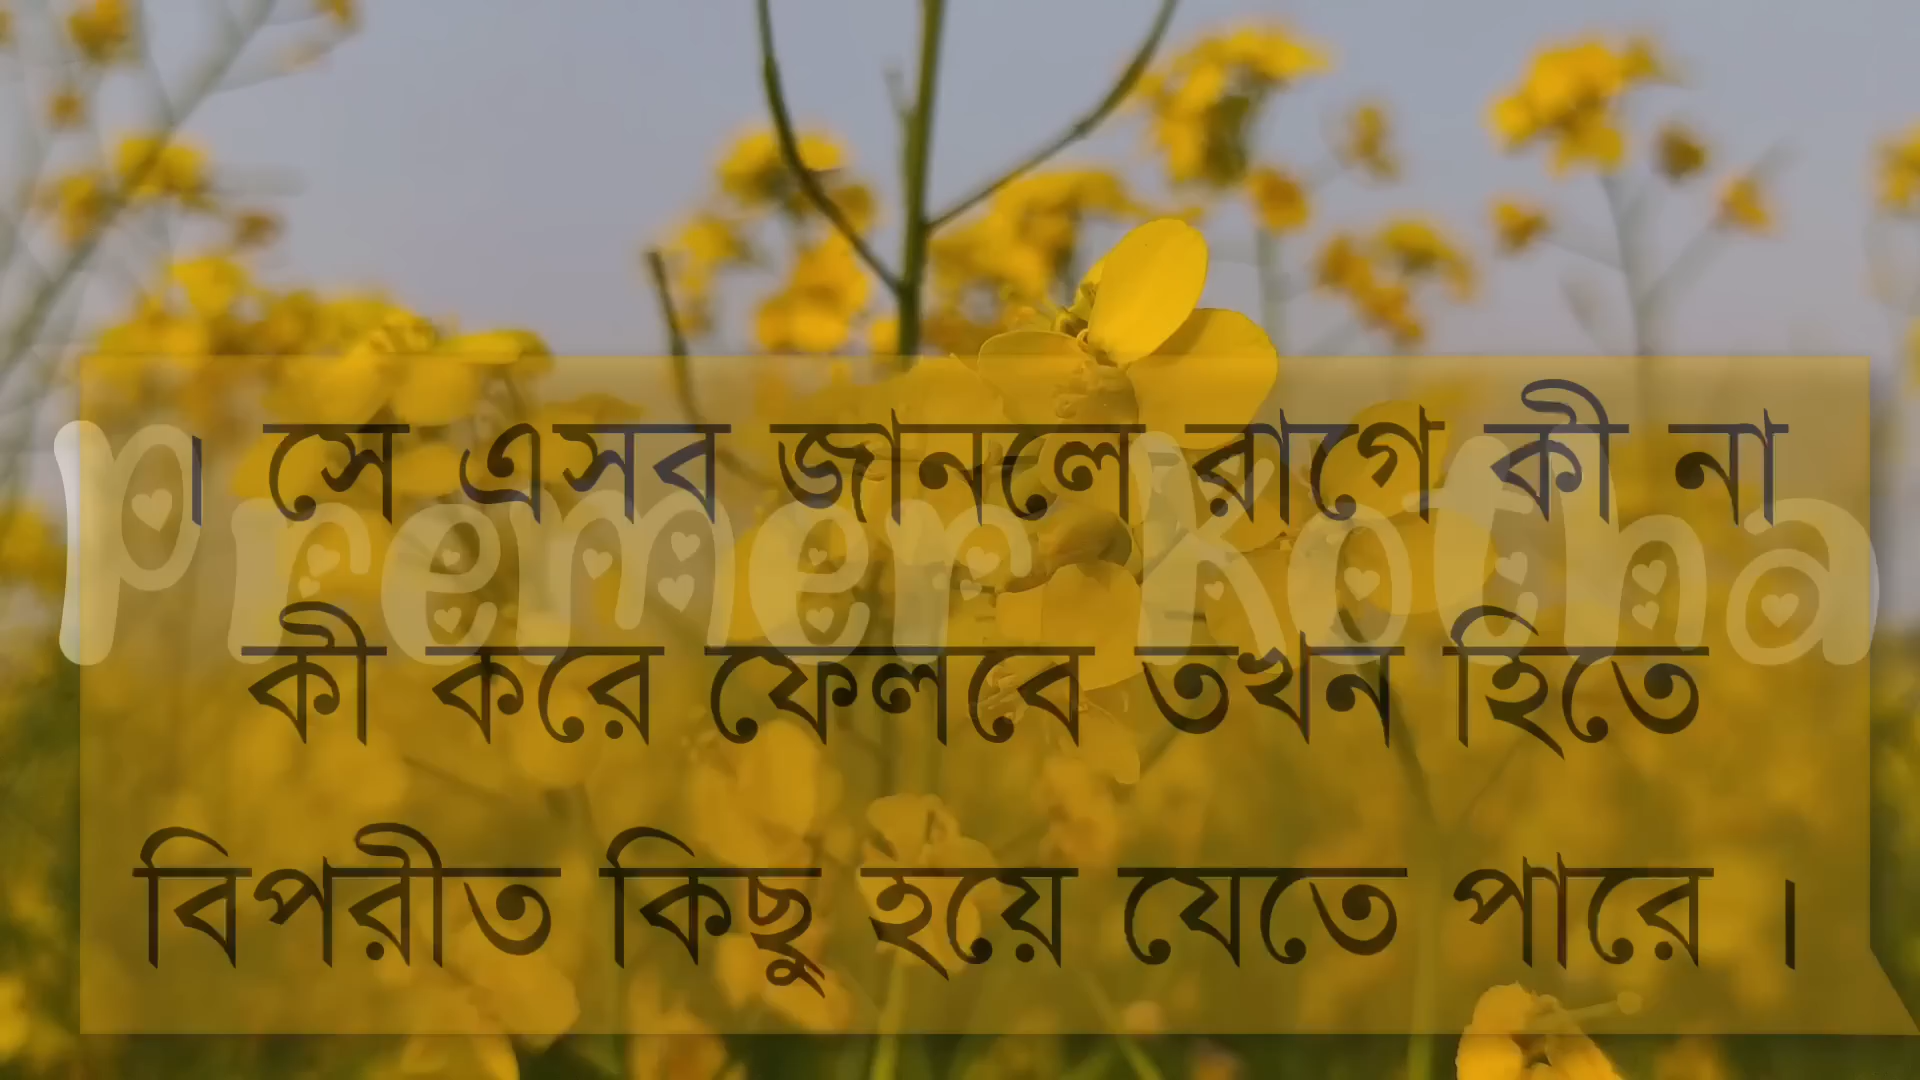 । সে এসব জানলে রাগে কী না
Premer Kotha
কী করে ফেলবে তখন হিতে
বিপরীত কিছু হয়ে যেতে পারে ।